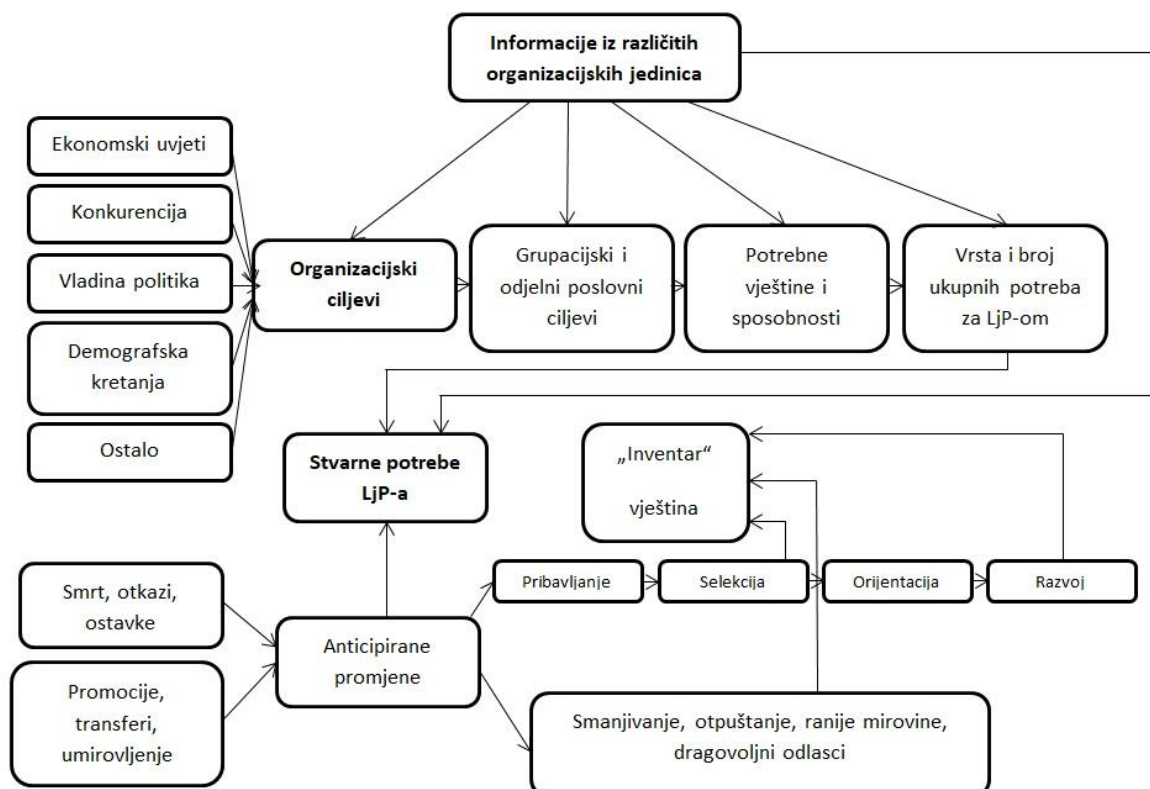 Informacije iz različitih
organizacijskih jedinica
Ekonomski uvjeti
Konkurencija
Vladina politika
Demografska
kretanja
Ostalo
Organizacijski
ciljevi
Grupacijski i
odjelni poslovni
ciljevi
Potrebne
vještine i
sposobnosti
Vrsta i broj
ukupnih potreba
za LjP-om
Stvarne potrebe
LjP-a
„Inventar“
vještina
Pribavljanje
Selekcija
Orijentacija
Razvoj
Smrt, otkazi,
ostavke
Promocije,
transferi,
umirovljenje
Anticipirane
promjene
Smanjivanje, otpuštanje, ranije mirovine,
dragovoljni odlasci